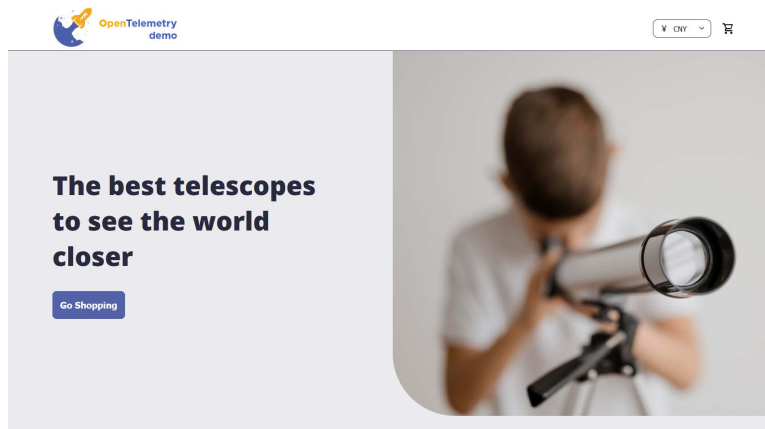 OpenTelemetry
demo
¥ CNY
The best telescopes
to see the world
closer
Go Shopping